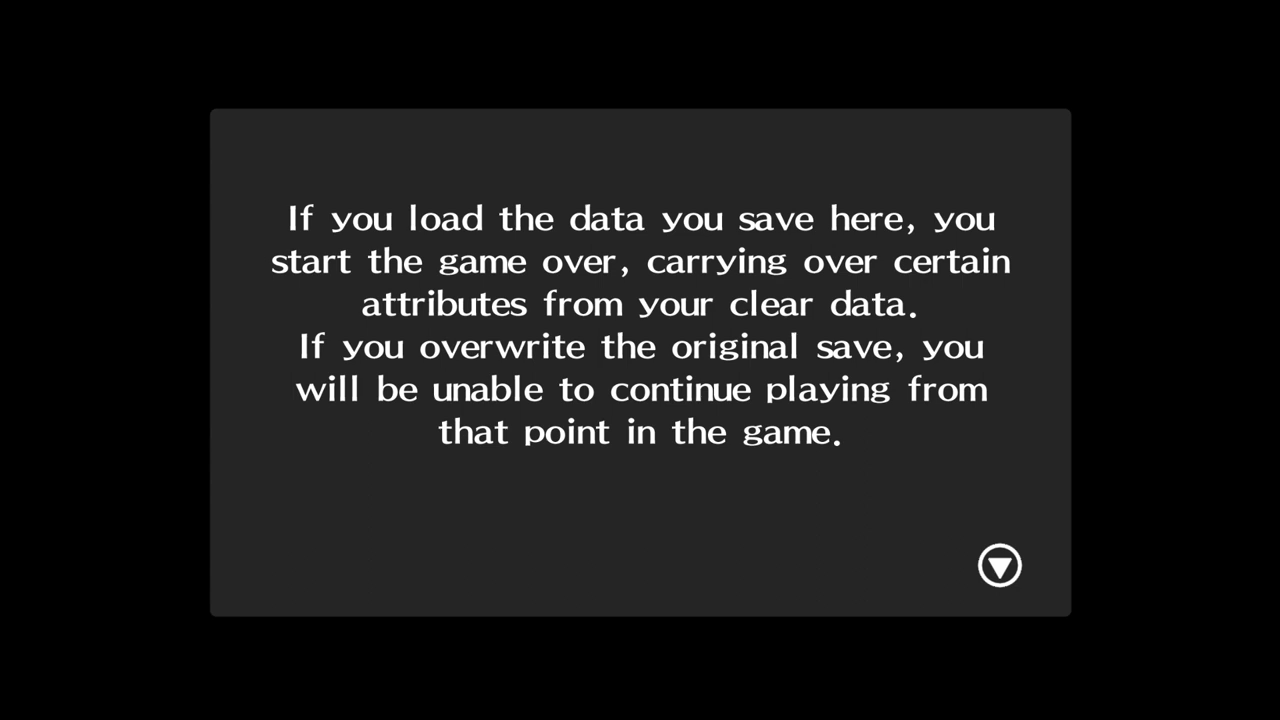 If you load the data you save here, you
start the game over, carrying over certain
attributes from your clear data.
If you overwrite the original save, you
will be unable to continue playing from
that point in the game.